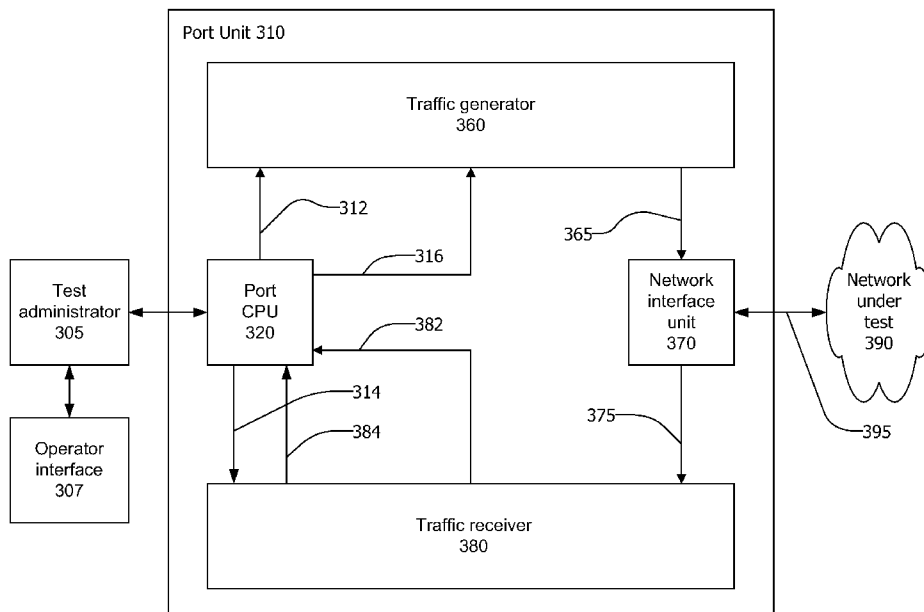 Port Unit 310
Traffic generator
360
312
365
316
Test
administrator
305
Port
CPU
320
Network
interface
unit
370
Network
under
test
390
382
314
384
375
395
Operator
interface
307
Traffic receiver
380